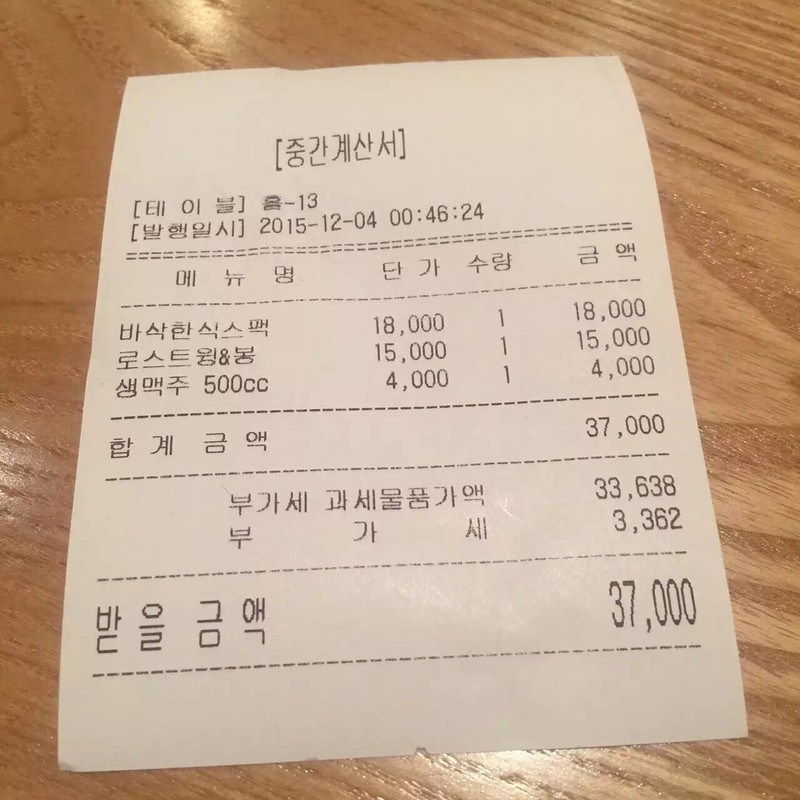 [중간계산서]
[테 이 블] 홀-13
[발행일시] 2015-12-04 00:46:24
메 뉴 명 단 가 수량 금 액
바삭한식스팩 18,000 1 18,000
로스트윙&봉 15,000 1 15,000
생맥주 500cc 4,000 1 4,000
합 계 금 액 37,000
부가세 과세물품가액 33,638
부 가 세 3,362
받을 금액 37,000